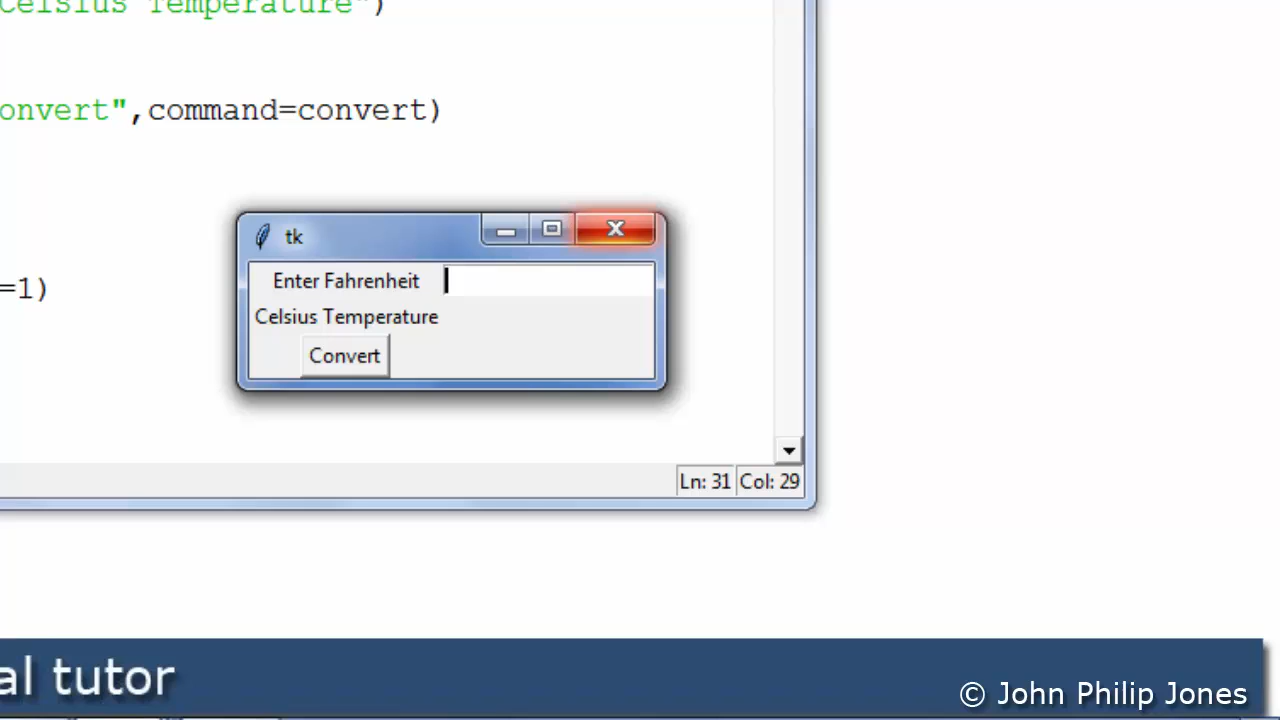 Celsius Temperature")
onvert",command=convert)
tk
Enter Fahrenheit
=1)
Celsius Temperature
Convert
Ln: 31 Col: 29
al tutor
© John Philip Jones